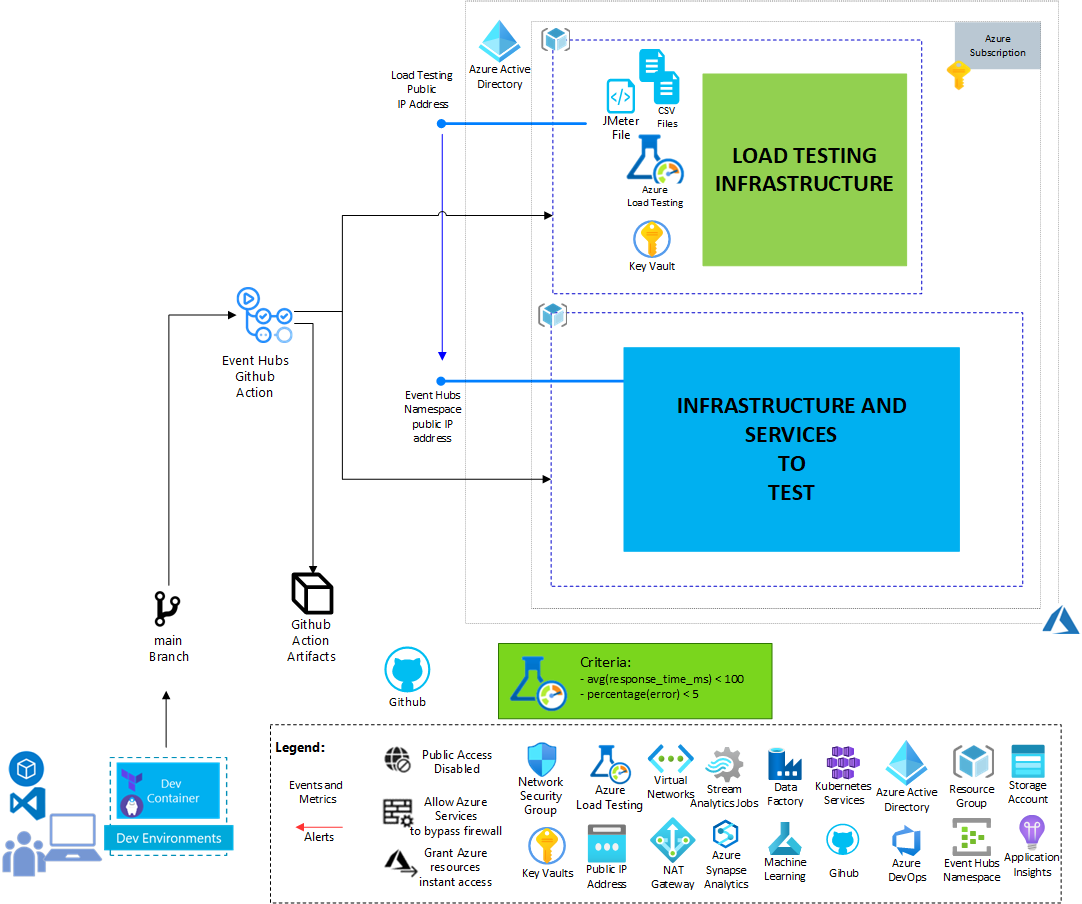 Azure
Subscription
Azure Active
Directory
Load Testing
Public
IP Address
CSV
Files
JMeter
File
Azure
Load Testing
Key Vault
LOAD TESTING
INFRASTRUCTURE
Event Hubs
Github
Action
Event Hubs
Namespace
public IP
address
INFRASTRUCTURE AND
SERVICES
TO
TEST
main
Branch
Github
Action
Artifacts
Github
Criteria:
- avg(response_time_ms) < 100
- percentage(error) < 5
Dev
Container
Dev Environments
Legend:
Events and
Metrics
Alerts
Public Access
Disabled
Allow Azure
Services
to bypass firewall
Grant Azure
resources
instant access
Network
Security
Group
Azure
Load Testing
Virtual
Networks
Stream
AnalyticsJobs
Data
Factory
Kubernetes
Services
Azure Active
Directory
Resource
Group
Storage
Account
Key Vaults
Public IP
Address
NAT
Gateway
Azure
Synapse
Analytics
Machine
Learning
Gihub
Azure
DevOps
Event Hubs
Namespace
Application
Insights